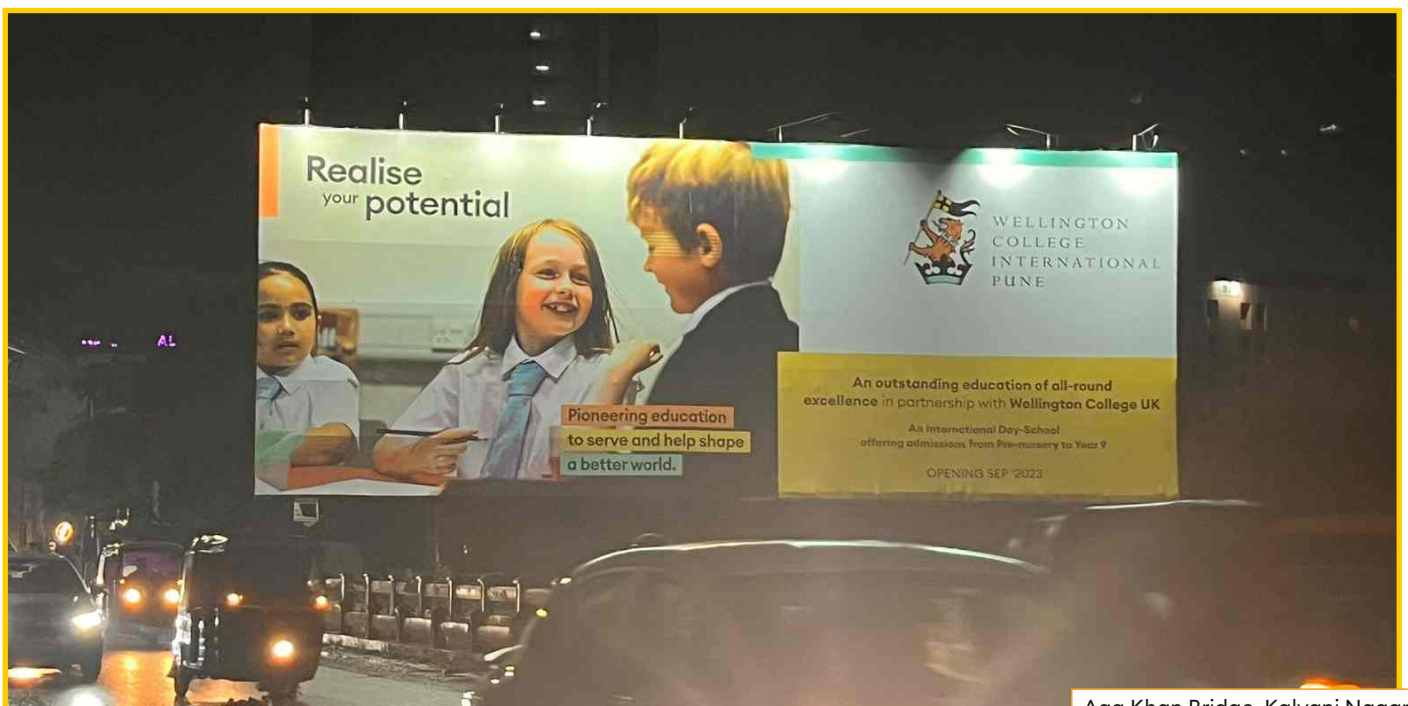 Realise
your potential
Pioneering education
to serve and help shape
a better world.
WELLINGTON
COLLEGE
INTERNATIONAL
PUNE
An outstanding education of all-round
excellence in partnership with Wellington College UK
An International Day-School
offering admissions from Pre-nursery to Year 9
OPENING SEP '2023
AL
Aga Khan Bridge, Kalyani Nagar